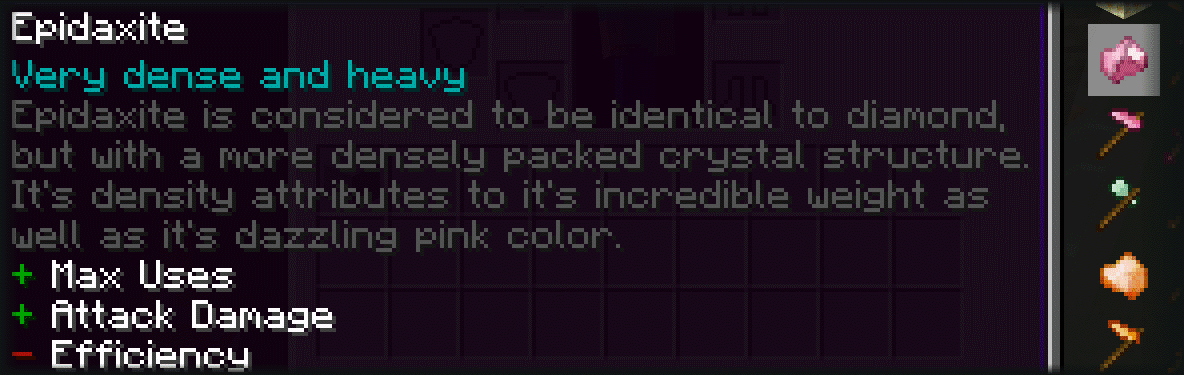 Epidaxite
Very dense and heavy
Epidaxite is considered to be identical to diamond,
but with a more densely packed crystal structure.
It's density attributes to it's incredible weight as
well as it's dazzling pink color.
+ Max Uses
+ Attack Damage
- Efficiency